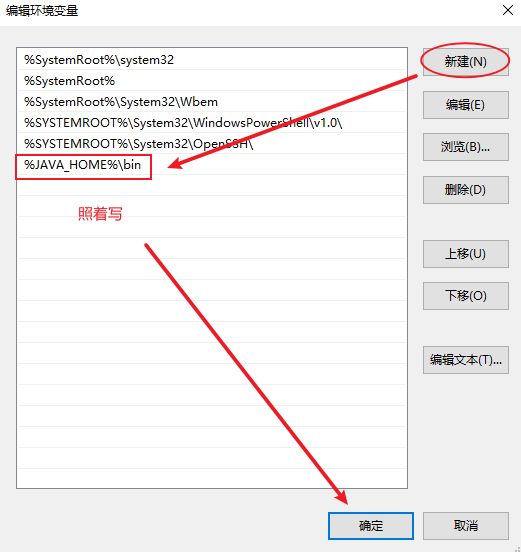 编辑环境变量
%SystemRoot%\system32
%SystemRoot%
%SystemRoot%\System32\Wbem
%SYSTEMROOT%\System32\WindowsPowerShell\v1.0\
%SYSTEMROOT%\System32\OpenSSH\
%JAVA_HOME%\bin
照着写
新建(N)
编辑(E)
浏览(B)...
删除(D)
上移(U)
下移(O)
编辑文本(T)...
确定
取消